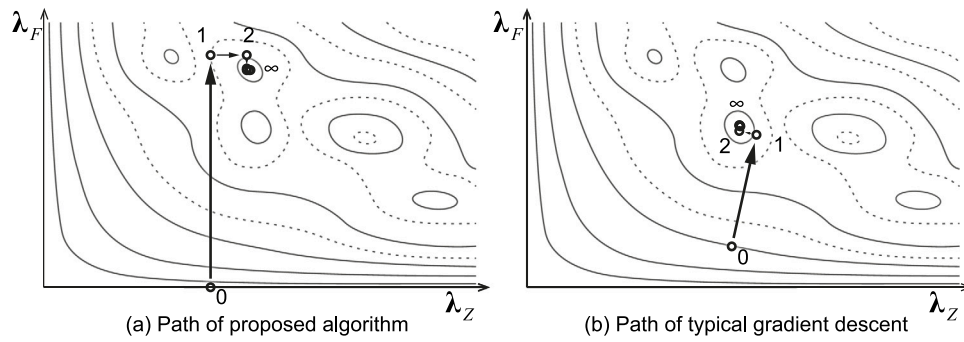 λF
1
2
∞
0
λZ
(a) Path of proposed algorithm
λF
∞
2
1
0
λZ
(b) Path of typical gradient descent